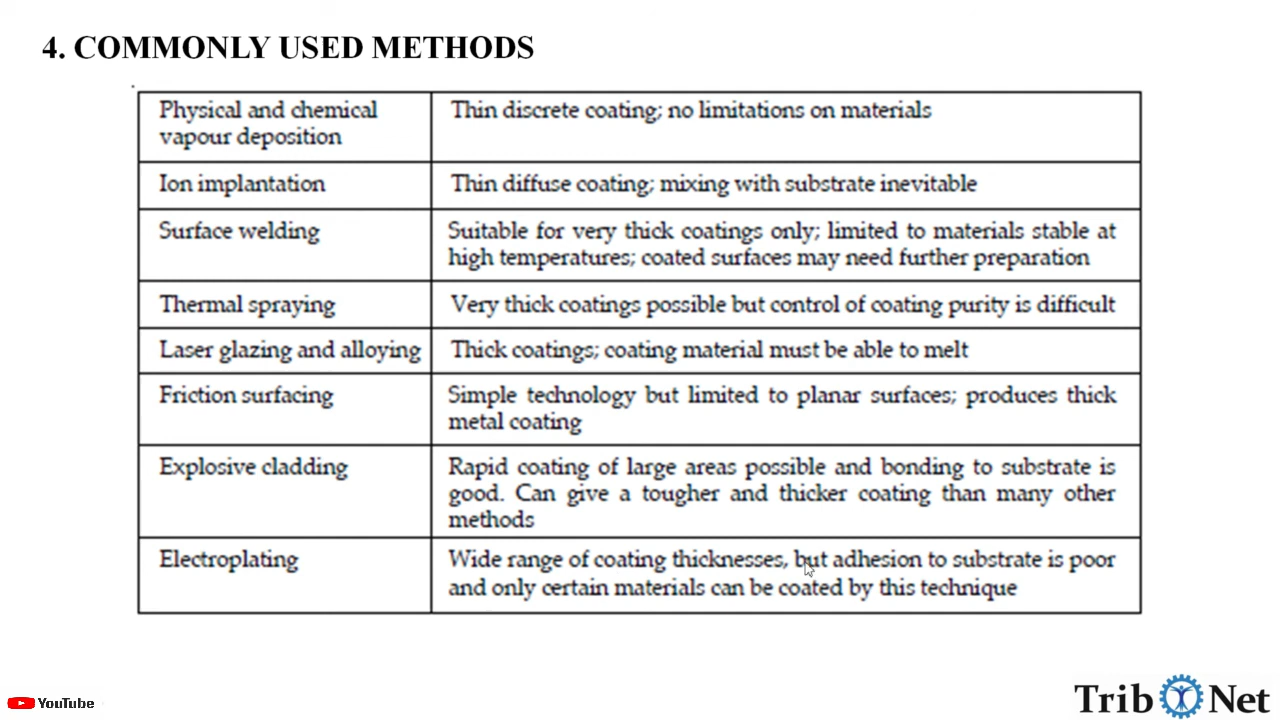 4. COMMONLY USED METHODS
Physical and chemical
vapour deposition
Thin discrete coating; no limitations on materials
Ion implantation
Thin diffuse coating; mixing with substrate inevitable
Surface welding
Suitable for very thick coatings only; limited to materials stable at
high temperatures; coated surfaces may need further preparation
Thermal spraying
Very thick coatings possible but control of coating purity is difficult
Laser glazing and alloying
Thick coatings; coating material must be able to melt
Friction surfacing
Simple technology but limited to planar surfaces; produces thick
metal coating
Explosive cladding
Rapid coating of large areas possible and bonding to substrate is
good. Can give a tougher and thicker coating than many other
methods
Electroplating
Wide range of coating thicknesses, but adhesion to substrate is poor
and only certain materials can be coated by this technique
YouTube
Trib Net